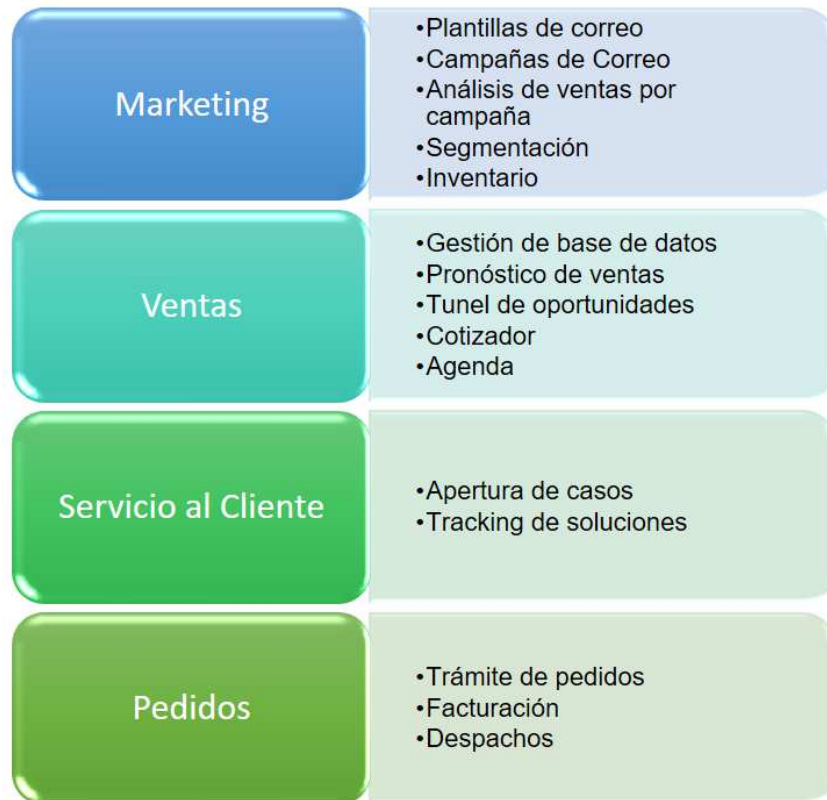 Marketing
•Plantillas de correo
•Campañas de Correo
•Análisis de ventas por
campaña
•Segmentación
•Inventario
Ventas
•Gestión de base de datos
•Pronóstico de ventas
•Tunel de oportunidades
•Cotizador
•Agenda
Servicio al Cliente
•Apertura de casos
•Tracking de soluciones
Pedidos
•Trámite de pedidos
•Facturación
•Despachos